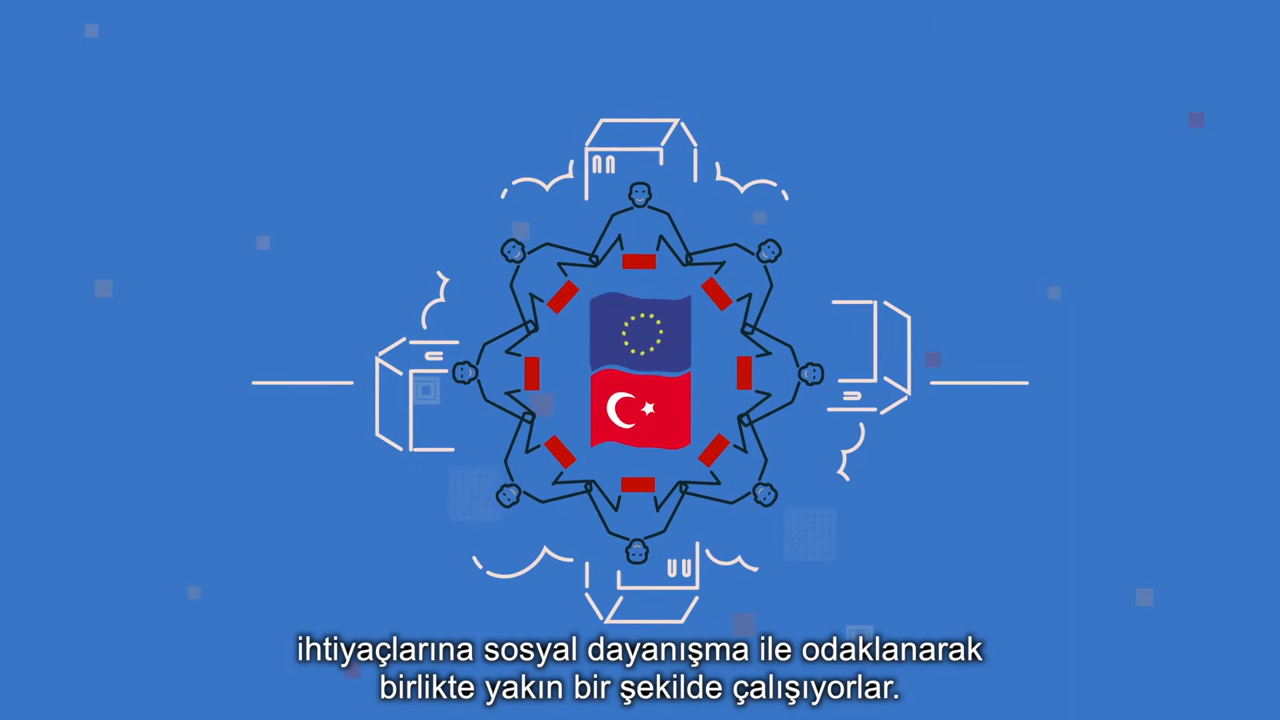 ihtiyaçlarına sosyal dayanışma ile odaklanarak
birlikte yakın bir şekilde çalışıyorlar.